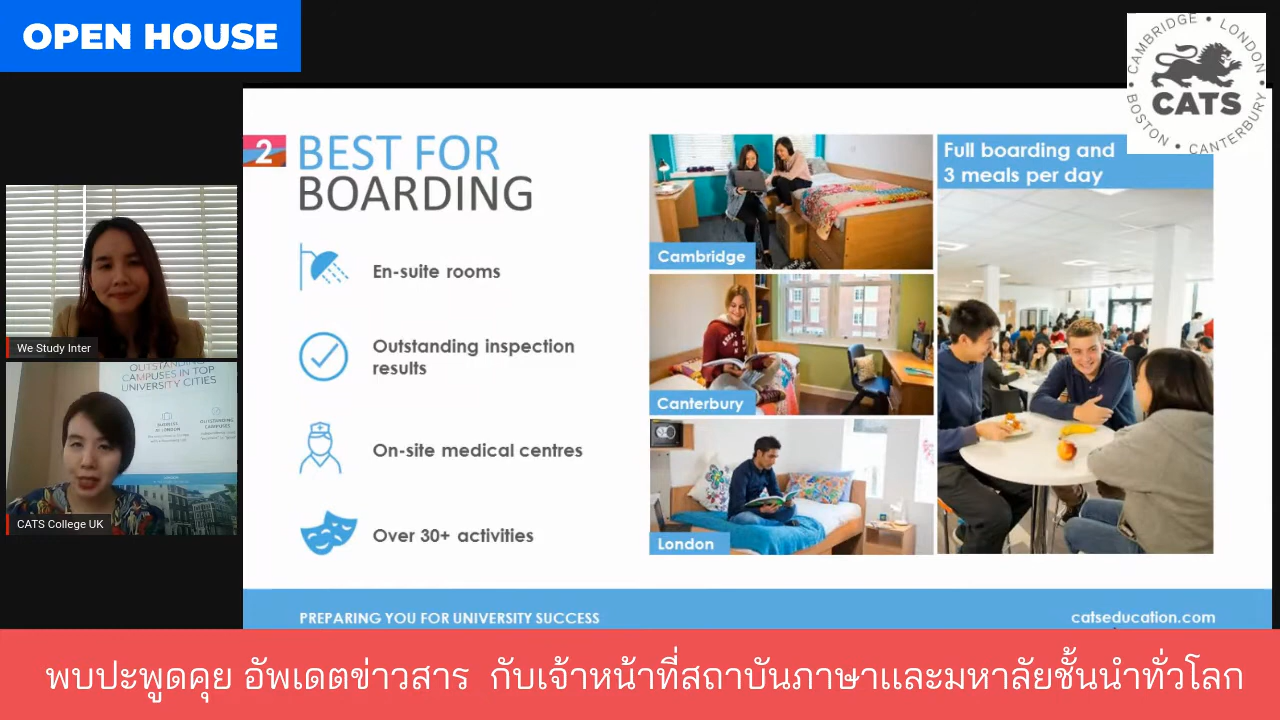 OPEN HOUSE
CAMBRIDGE • LONDON • BOSTON • CANTERBURY •
CATS
2 BEST FOR
BOARDING
En-suite rooms
Outstanding inspection
results
On-site medical centres
Over 30+ activities
Cambridge
Canterbury
London
Full boarding and
3 meals per day
We Study Inter
OUTSTANDING
CAMPUSES IN TOP
UNIVERSITY CITIES
CATS College UK
PREPARING YOU FOR UNIVERSITY SUCCESS
catseducation.com
พบปะพูดคุย อัพเดตข่าวสาร กับเจ้าหน้าที่สถาบันภาษาและมหาลัยชั้นนำทั่วโลก